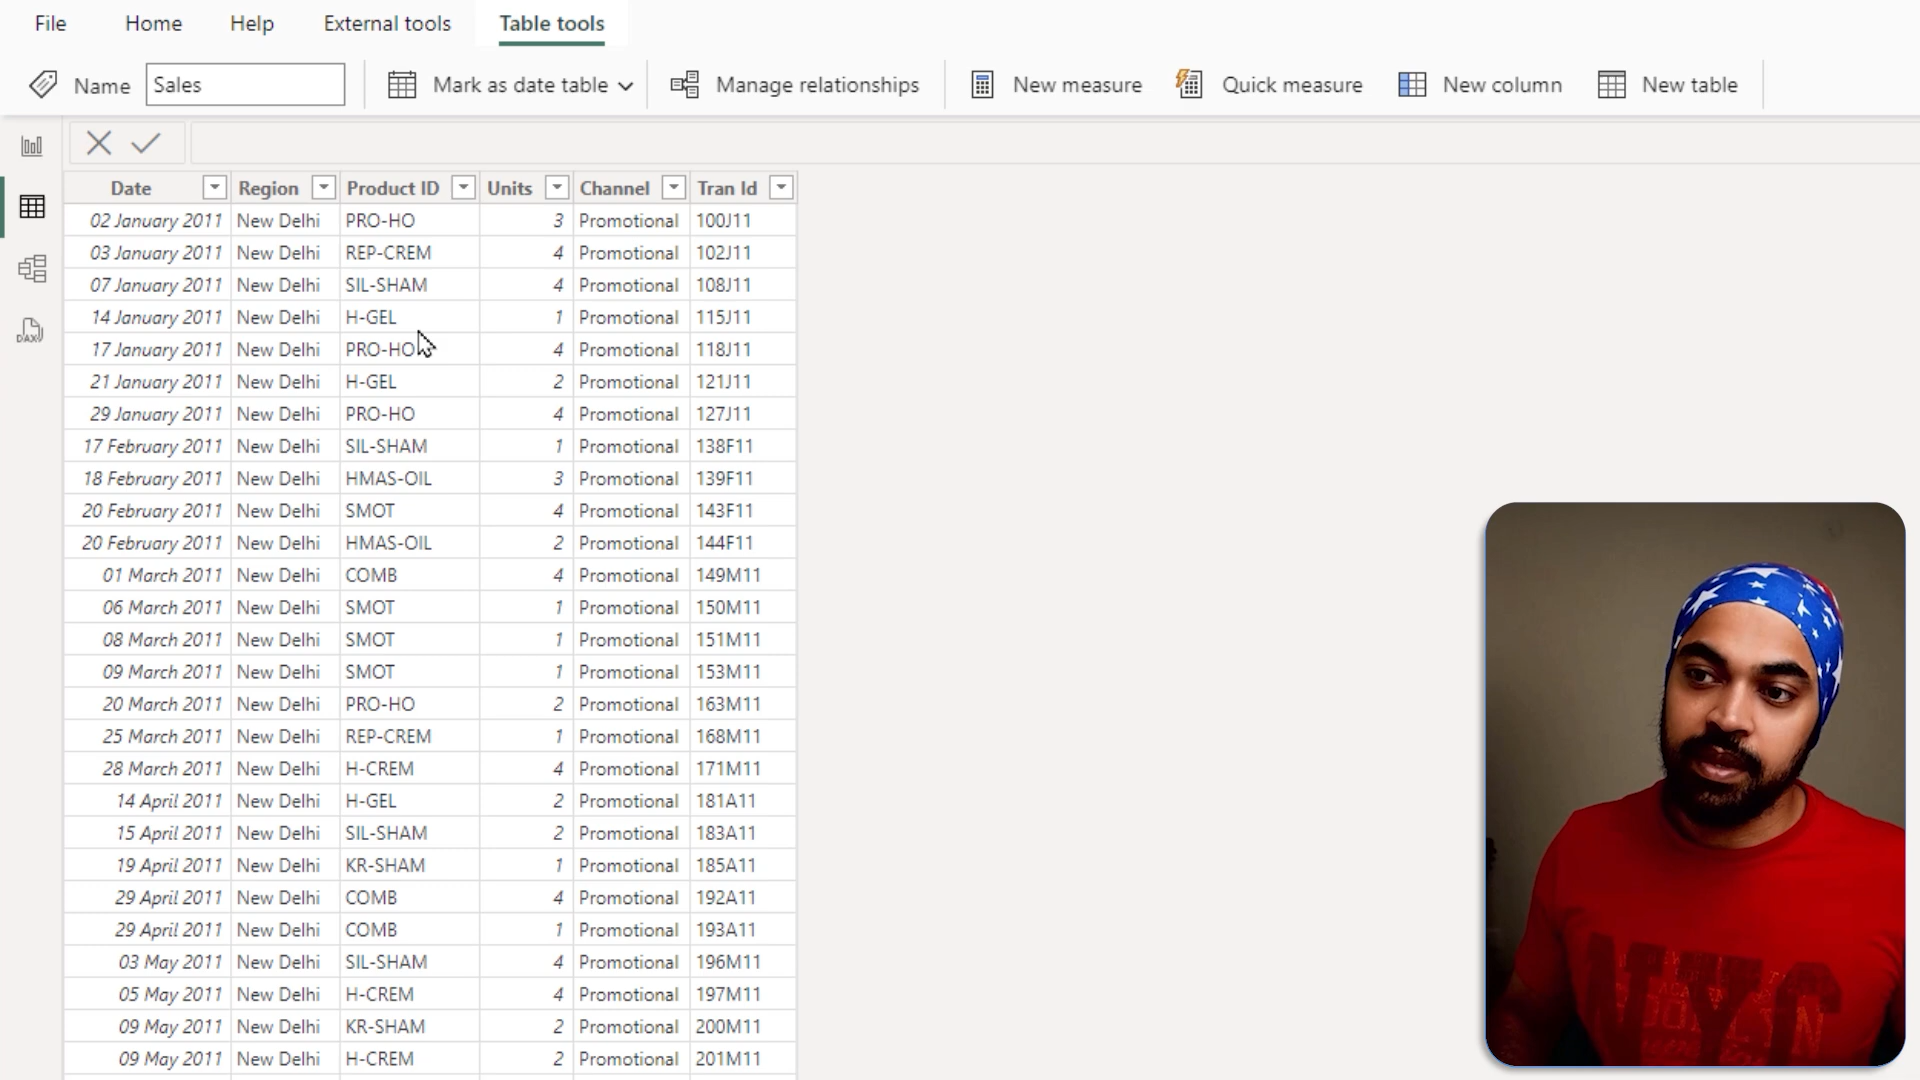 File Home Help External tools Table tools
Name Sales Mark as date table Manage relationships New measure Quick measure New column New table
Date Region Product ID Units Channel Tran Id
02 January 2011 New Delhi PRO-HO 3 Promotional 100J11
03 January 2011 New Delhi REP-CREM 4 Promotional 102J11
07 January 2011 New Delhi SIL-SHAM 4 Promotional 108J11
14 January 2011 New Delhi H-GEL 1 Promotional 115J11
17 January 2011 New Delhi PRO-HO 4 Promotional 118J11
21 January 2011 New Delhi H-GEL 2 Promotional 121J11
29 January 2011 New Delhi PRO-HO 4 Promotional 127J11
17 February 2011 New Delhi SIL-SHAM 1 Promotional 138F11
18 February 2011 New Delhi HMAS-OIL 3 Promotional 139F11
20 February 2011 New Delhi SMOT 4 Promotional 143F11
20 February 2011 New Delhi HMAS-OIL 2 Promotional 144F11
01 March 2011 New Delhi COMB 4 Promotional 149M11
06 March 2011 New Delhi SMOT 1 Promotional 150M11
08 March 2011 New Delhi SMOT 1 Promotional 151M11
09 March 2011 New Delhi SMOT 1 Promotional 153M11
20 March 2011 New Delhi PRO-HO 2 Promotional 163M11
25 March 2011 New Delhi REP-CREM 1 Promotional 168M11
28 March 2011 New Delhi H-CREM 4 Promotional 171M11
14 April 2011 New Delhi H-GEL 2 Promotional 181A11
15 April 2011 New Delhi SIL-SHAM 2 Promotional 183A11
19 April 2011 New Delhi KR-SHAM 1 Promotional 185A11
29 April 2011 New Delhi COMB 4 Promotional 192A11
29 April 2011 New Delhi COMB 1 Promotional 193A11
03 May 2011 New Delhi SIL-SHAM 4 Promotional 196M11
05 May 2011 New Delhi H-CREM 4 Promotional 197M11
09 May 2011 New Delhi KR-SHAM 2 Promotional 200M11
09 May 2011 New Delhi H-CREM 2 Promotional 201M11
DAX
NYC